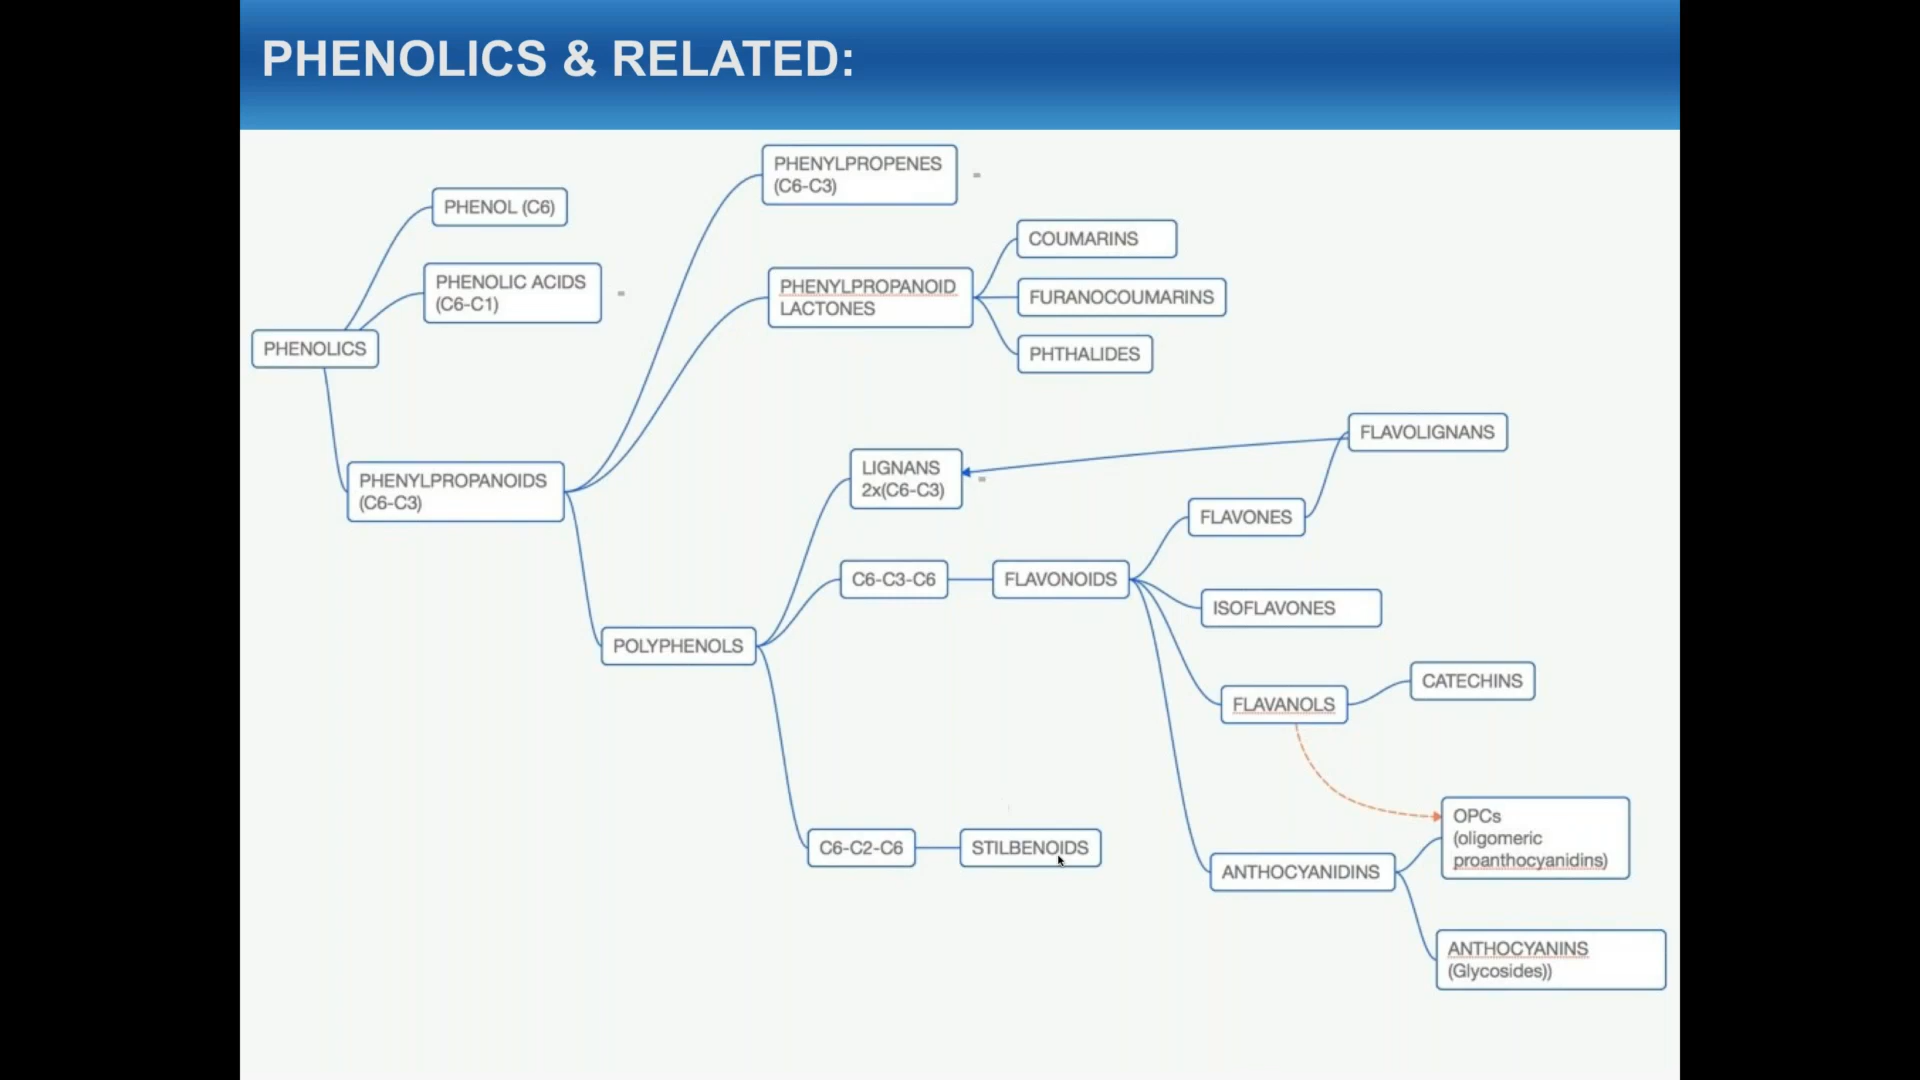 PHENOLICS & RELATED:
PHENYLPROPENES
(C6-C3)
PHENOL (C6)
COUMARINS
PHENOLIC ACIDS
(C6-C1)
PHENYLPROPANOID
LACTONES
FURANOCOUMARINS
PHENOLICS
PHTHALIDES
FLAVOLIGNANS
PHENYLPROPANOIDS
(C6-C3)
LIGNANS
2x(C6-C3)
FLAVONES
C6-C3-C6
FLAVONOIDS
ISOFLAVONES
POLYPHENOLS
CATECHINS
FLAVANOLS
OPCs
(oligomeric
proanthocyanidins)
C6-C2-C6
STILBENOIDS
ANTHOCYANIDINS
ANTHOCYANINS
(Glycosides))